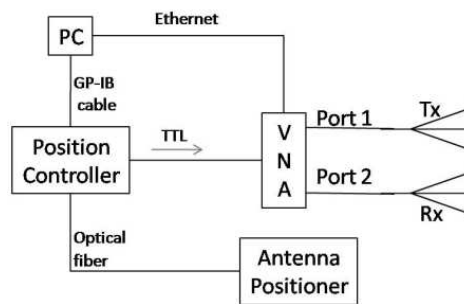 Ethernet
PC
GP-IB
cable
TTL
Position
Controller
V
N
A
Port 1
Tx
Port 2
Rx
Optical
fiber
Antenna
Positioner